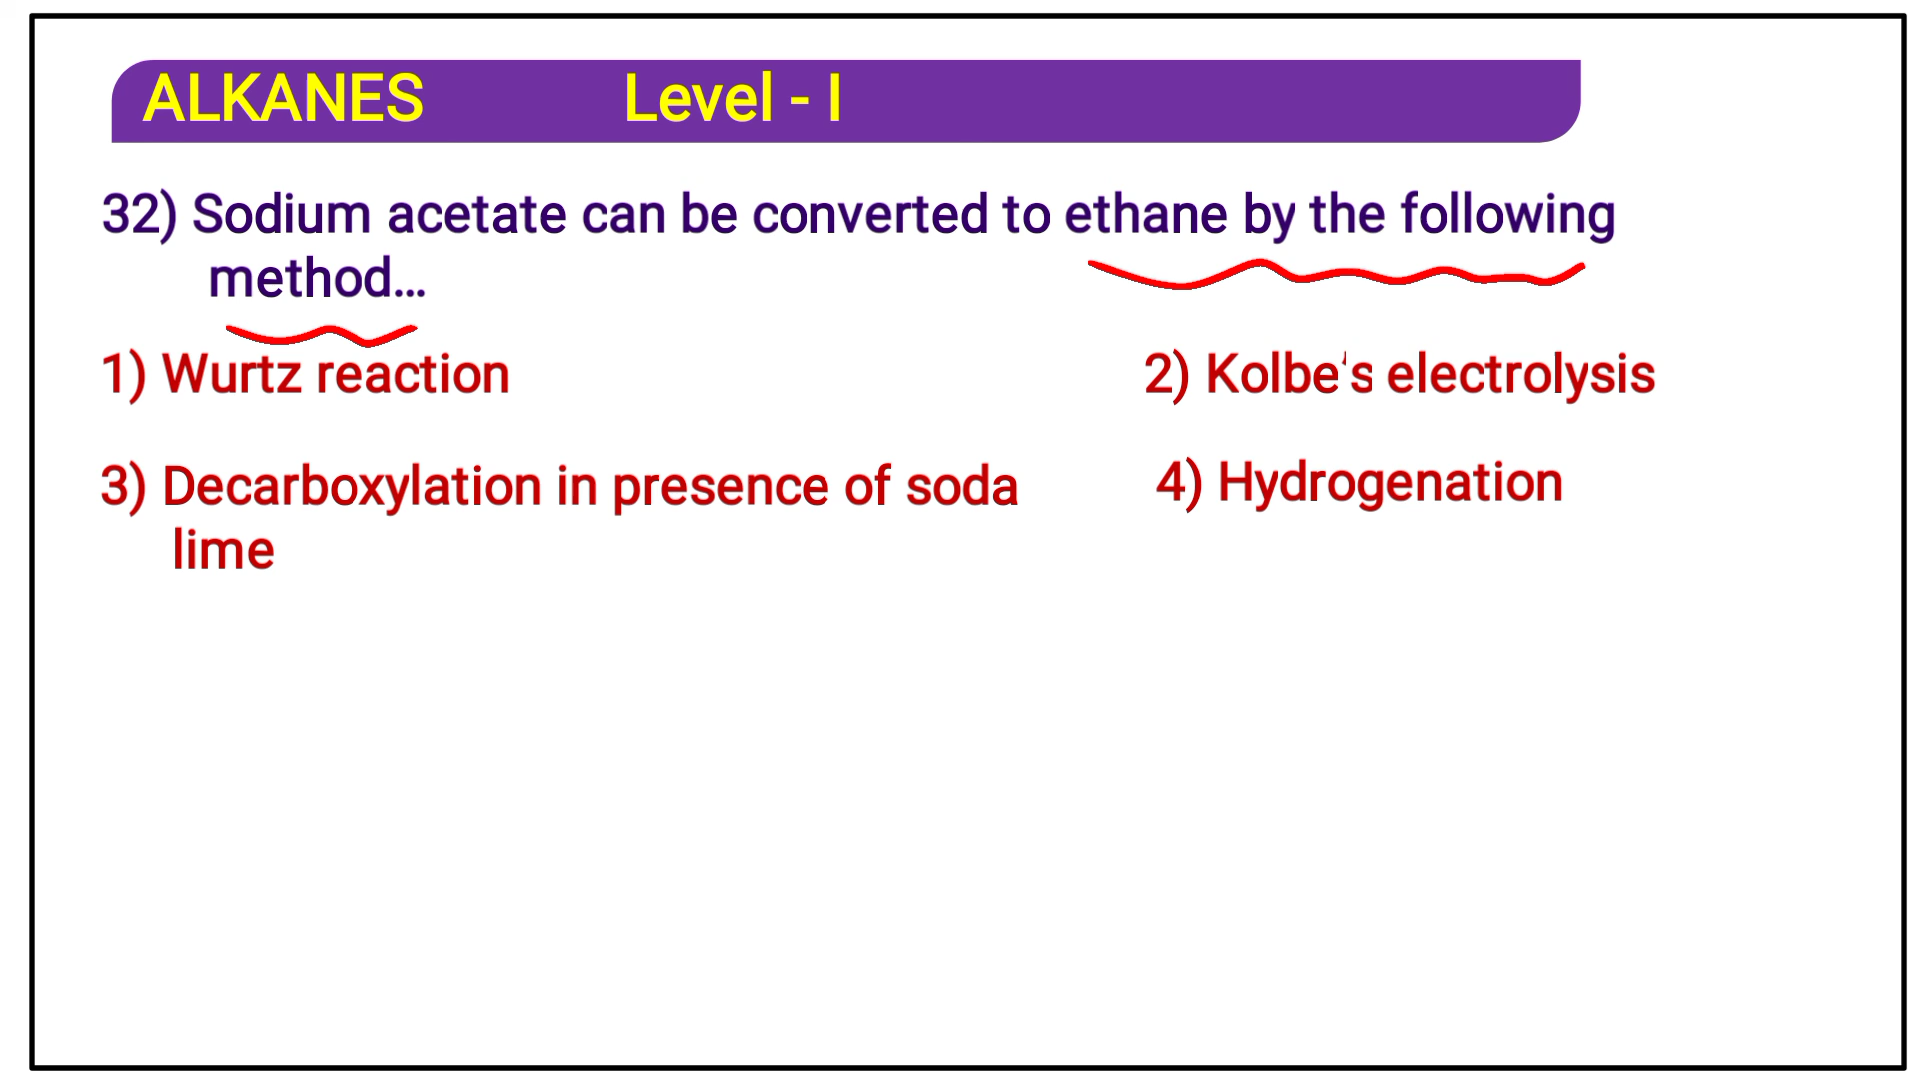 ALKANES Level - I
32) Sodium acetate can be converted to ethane by the following
method...
1) Wurtz reaction 2) Kolbe's electrolysis
3) Decarboxylation in presence of soda 4) Hydrogenation
lime